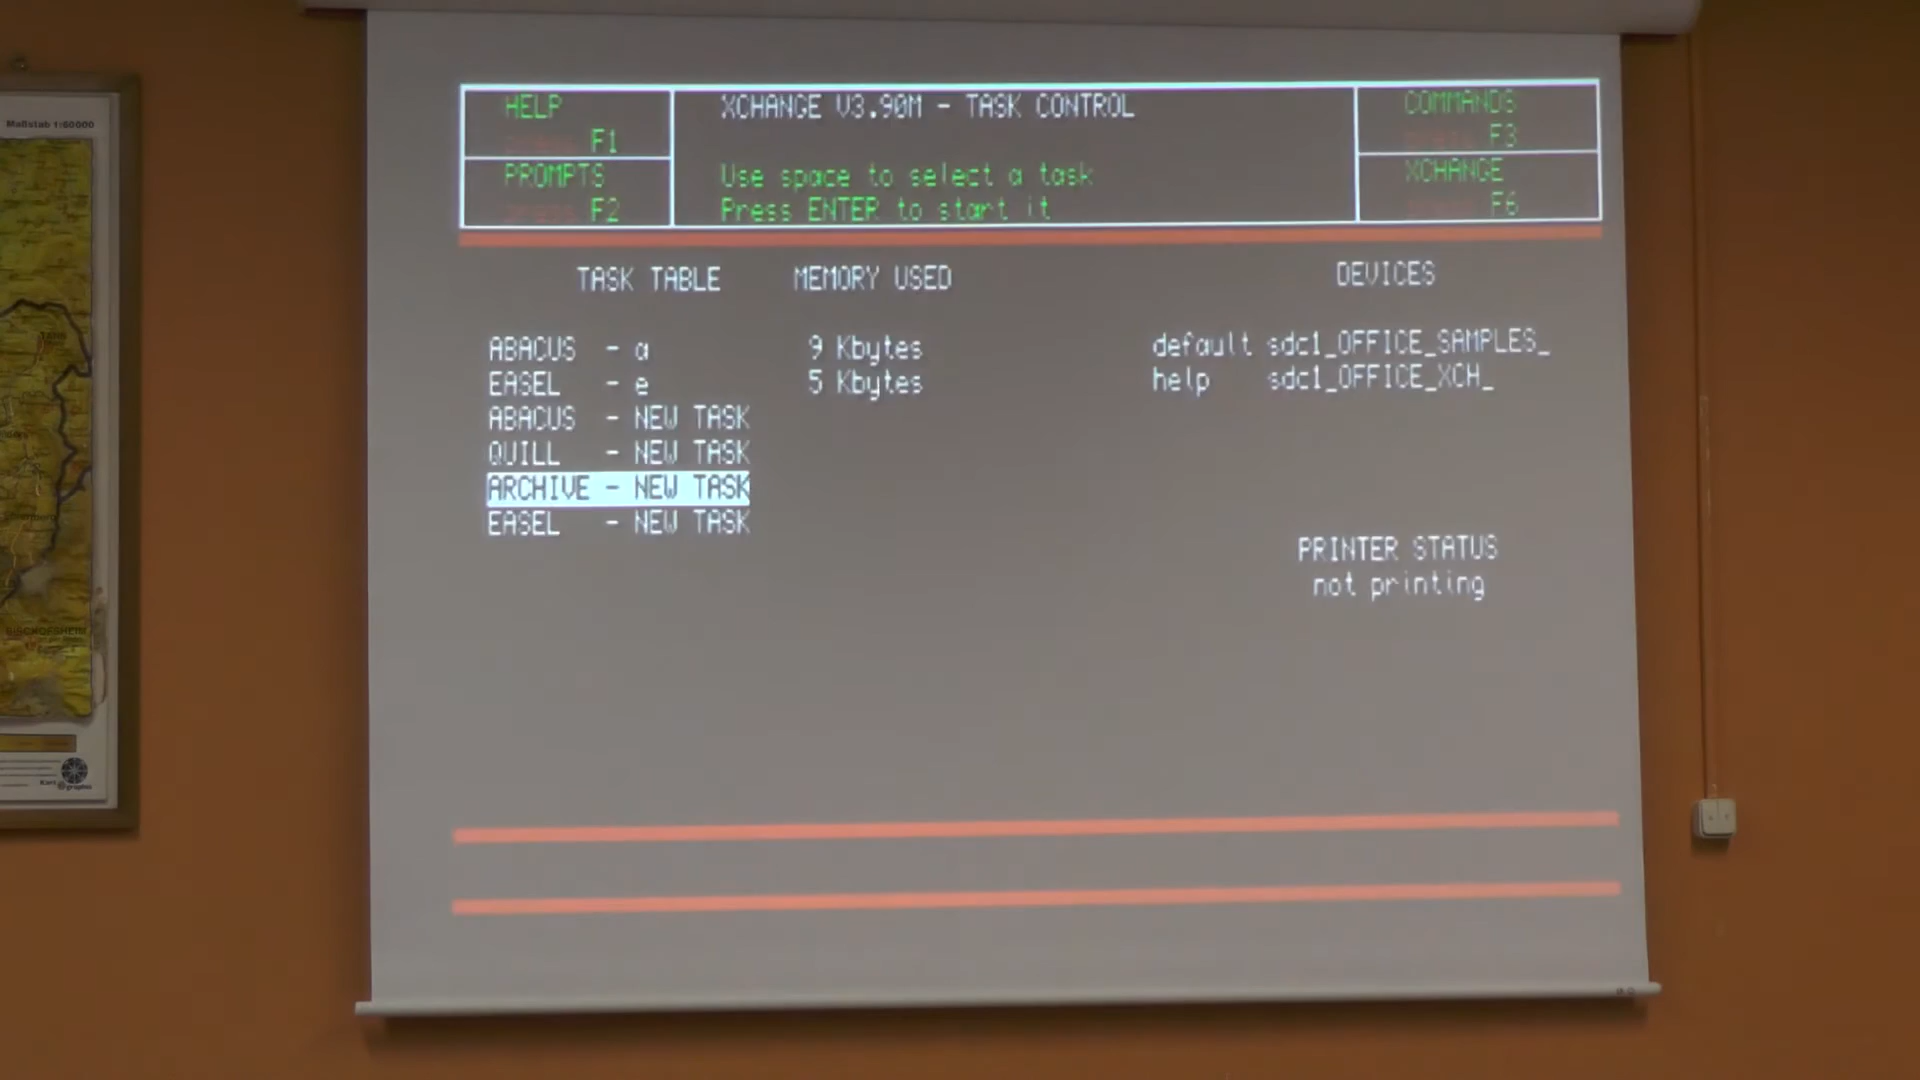 Maßstab 1:60000
HELP
F1
PROMPTS
F2
XCHANGE V3.90M - TASK CONTROL
Use space to select a task
Press ENTER to start it
COMMANDS
F3
XCHANGE
F6
TASK TABLE MEMORY USED DEVICES
ABACUS - a 9 Kbytes default sdc1_OFFICE_SAMPLES_
EASEL - e 5 Kbytes help sdc1_OFFICE_XCH_
ABACUS - NEW TASK
QUILL - NEW TASK
ARCHIVE - NEW TASK
EASEL - NEW TASK
PRINTER STATUS
not printing
BISCHOFSHEIM